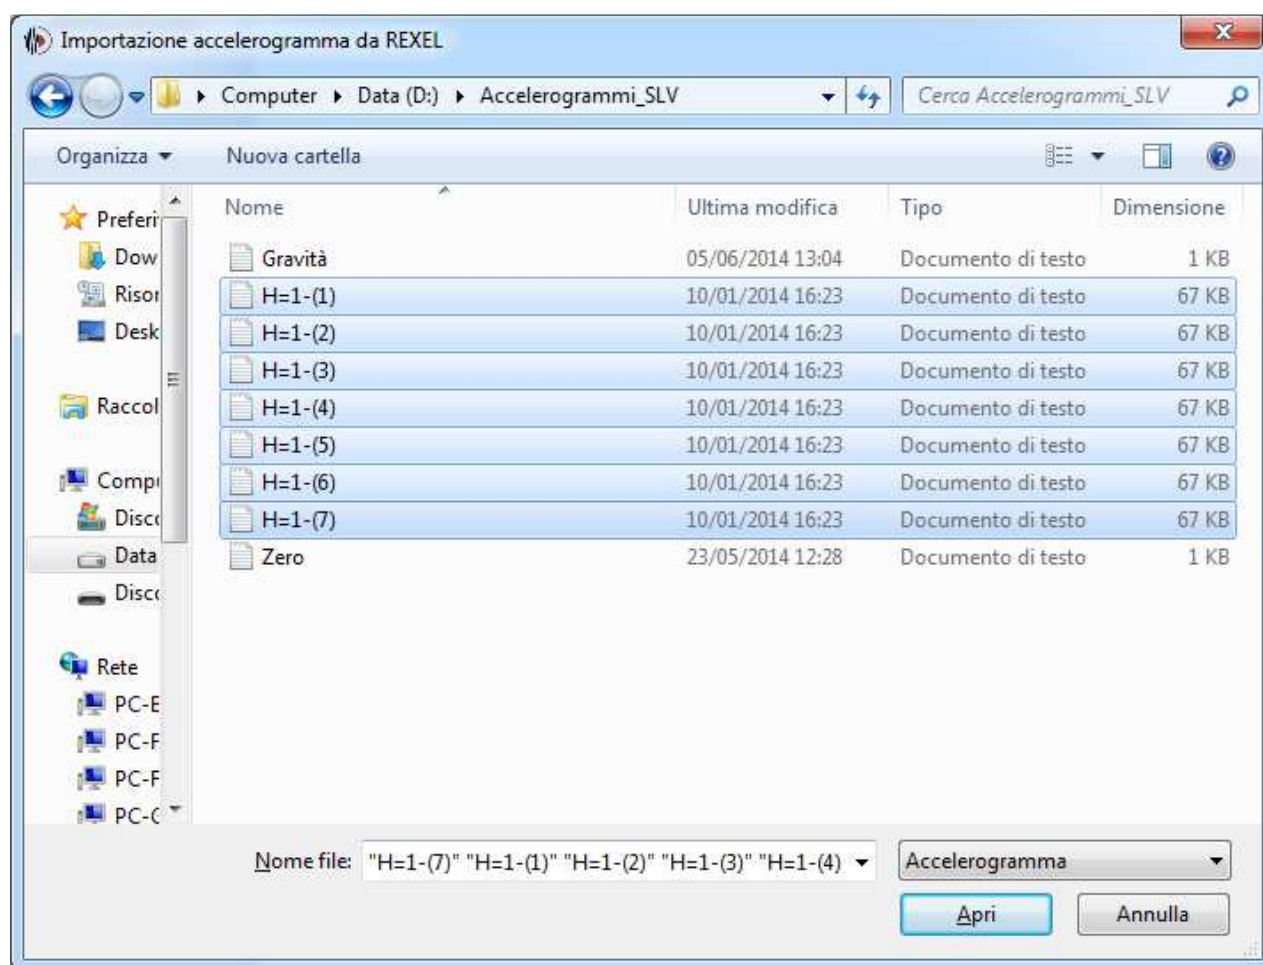 Importazione accelerogramma da REXEL
Computer Data (D:) Accelerogrammi_SLV Cerca Accelerogrammi_SLV
Organizza Nuova cartella
Nome Ultima modifica Tipo Dimensione
Preferi
Dow
Risor
Desk
Raccol
Compu
Disco
Data
Disco
Rete
PC-E
PC-F
PC-F
PC-C
Gravità 05/06/2014 13:04 Documento di testo 1 KB
H=1-(1) 10/01/2014 16:23 Documento di testo 67 KB
H=1-(2) 10/01/2014 16:23 Documento di testo 67 KB
H=1-(3) 10/01/2014 16:23 Documento di testo 67 KB
H=1-(4) 10/01/2014 16:23 Documento di testo 67 KB
H=1-(5) 10/01/2014 16:23 Documento di testo 67 KB
H=1-(6) 10/01/2014 16:23 Documento di testo 67 KB
H=1-(7) 10/01/2014 16:23 Documento di testo 67 KB
Zero 23/05/2014 12:28 Documento di testo 1 KB
Nome file: "H=1-(7)" "H=1-(1)" "H=1-(2)" "H=1-(3)" "H=1-(4) Accelerogramma
Apri Annulla